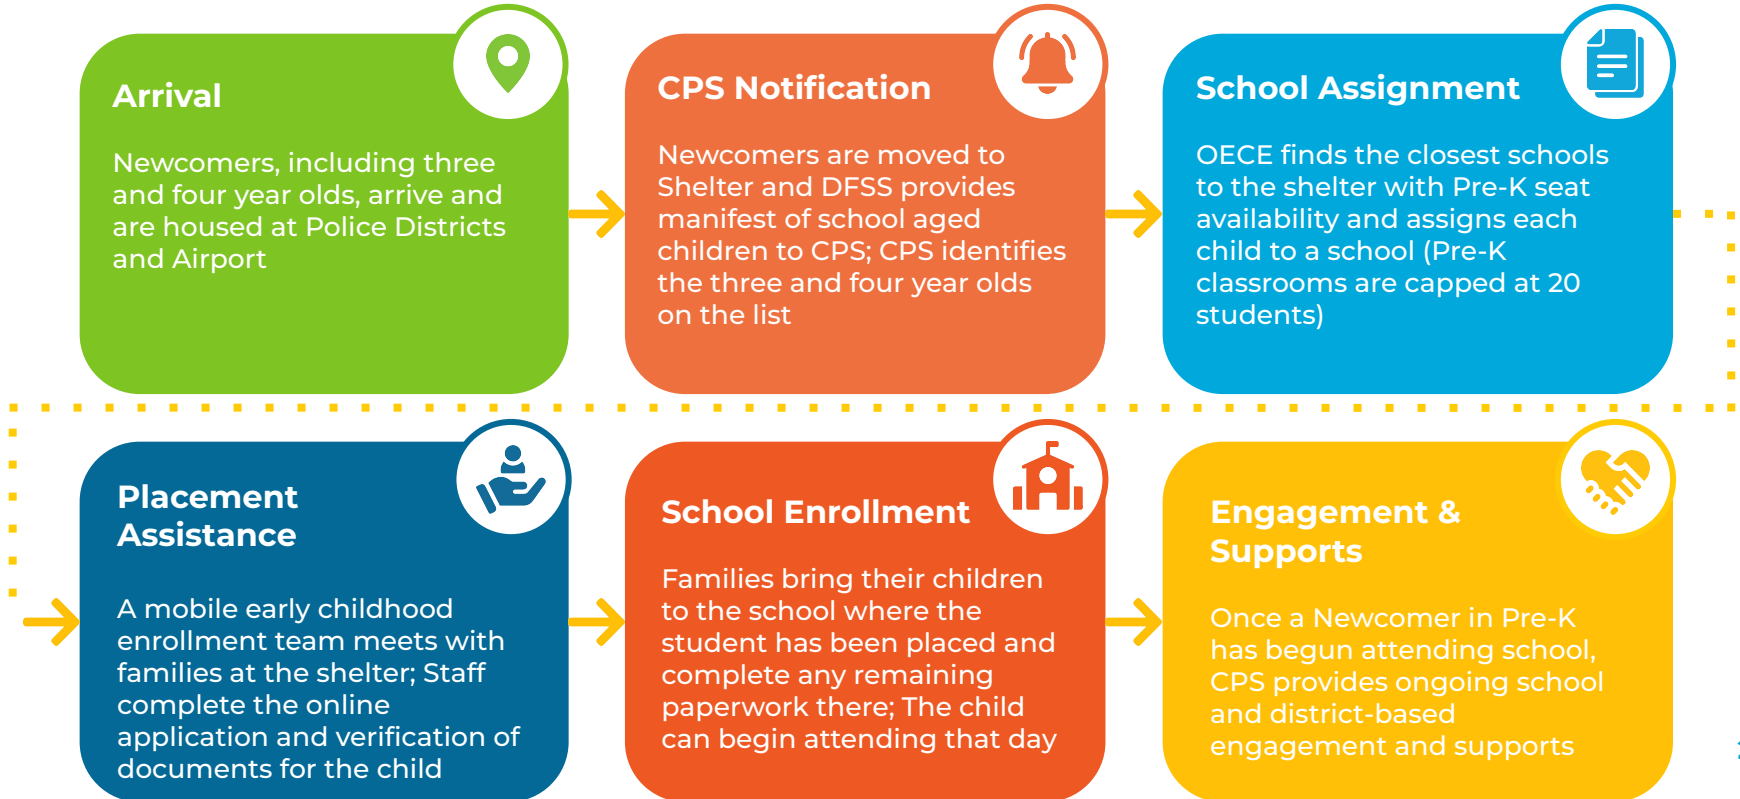 Arrival
Newcomers, including three
and four year olds, arrive and
are housed at Police Districts
and Airport
CPS Notification
Newcomers are moved to
Shelter and DFSS provides
manifest of school aged
children to CPS; CPS identifies
the three and four year olds
on the list
School Assignment
OECE finds the closest schools
to the shelter with Pre-K seat
availability and assigns each
child to a school (Pre-K
classrooms are capped at 20
students)
Placement
Assistance
A mobile early childhood
enrollment team meets with
families at the shelter; Staff
complete the online
application and verification of
documents for the child
School Enrollment
Families bring their children
to the school where the
student has been placed and
complete any remaining
paperwork there; The child
can begin attending that day
Engagement &
Supports
Once a Newcomer in Pre-K
has begun attending school,
CPS provides ongoing school
and district-based
engagement and supports